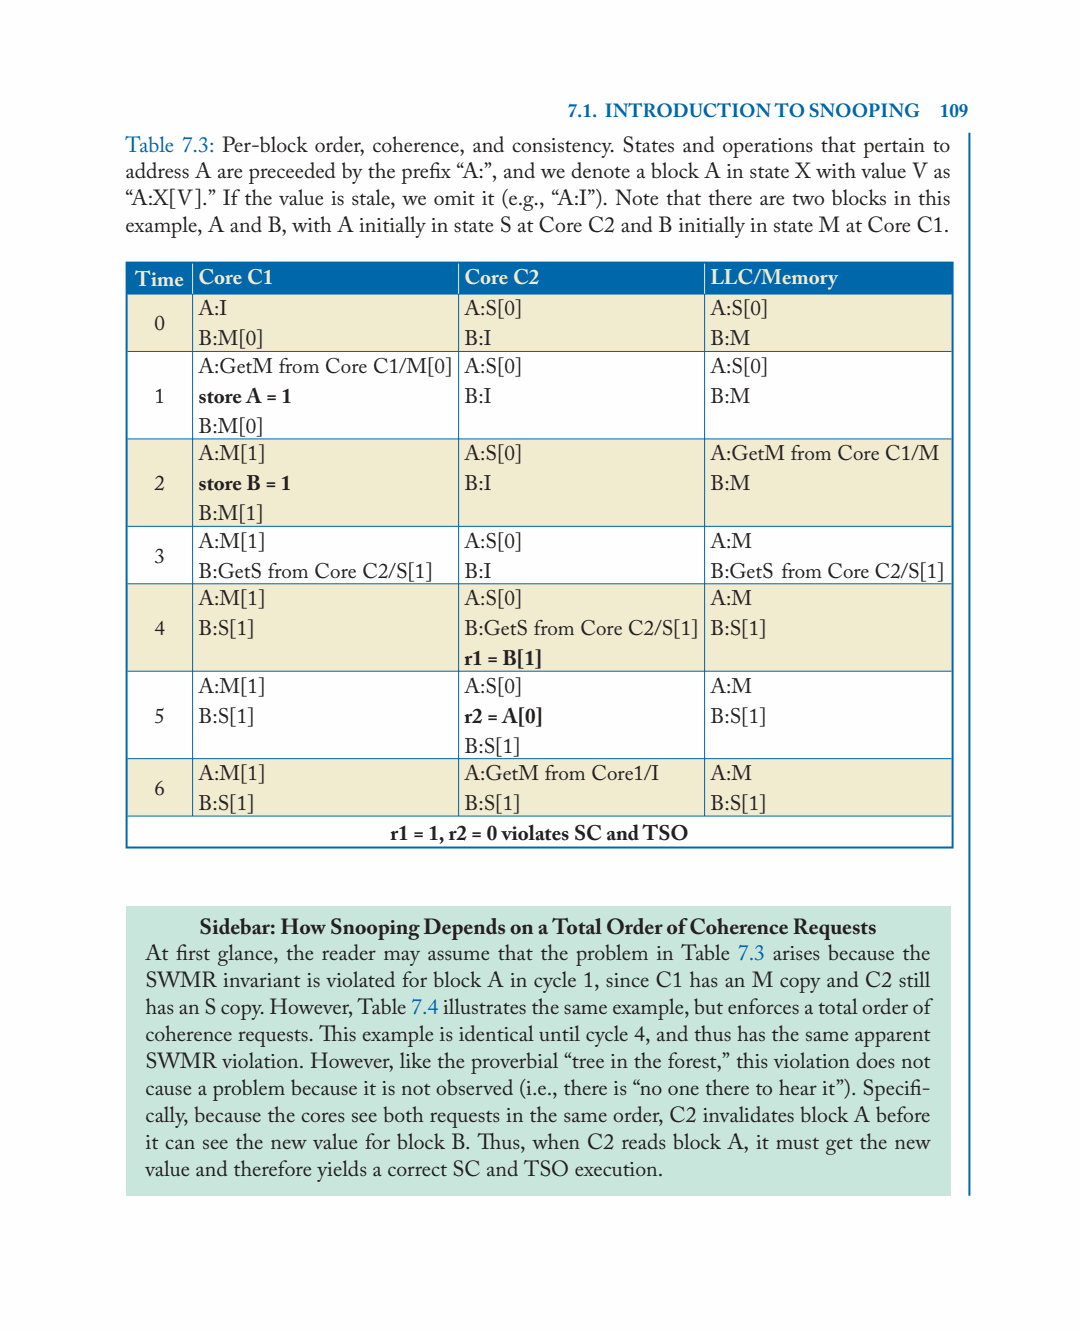 7.1. INTRODUCTION TO SNOOPING 109
Table 7.3: Per-block order, coherence, and consistency. States and operations that pertain to
address A are preceeded by the prefix “A:”, and we denote a block A in state X with value V as
“A:X[V].” If the value is stale, we omit it (e.g., “A:I”). Note that there are two blocks in this
example, A and B, with A initially in state S at Core C2 and B initially in state M at Core C1.
Time Core C1 Core C2 LLC/Memory
0
A:I A:S[0] A:S[0]
B:M[0] B:I B:M
A:GetM from Core C1/M[0] A:S[0] A:S[0]
1 store A = 1 B:I B:M
B:M[0]
A:M[1] A:S[0] A:GetM from Core C1/M
2 store B = 1 B:I B:M
B:M[1]
3
A:M[1] A:S[0] A:M
B:GetS from Core C2/S[1] B:I B:GetS from Core C2/S[1]
A:M[1] A:S[0] A:M
4 B:S[1] B:GetS from Core C2/S[1] B:S[1]
r1 = B[1]
A:M[1] A:S[0] A:M
5 B:S[1] r2 = A[0] B:S[1]
B:S[1]
6
A:M[1] A:GetM from Core1/I A:M
B:S[1] B:S[1] B:S[1]
r1 = 1, r2 = 0 violates SC and TSO
Sidebar: How Snooping Depends on a Total Order of Coherence Requests
At first glance, the reader may assume that the problem in Table 7.3 arises because the
SWMR invariant is violated for block A in cycle 1, since C1 has an M copy and C2 still
has an S copy. However, Table 7.4 illustrates the same example, but enforces a total order of
coherence requests. This example is identical until cycle 4, and thus has the same apparent
SWMR violation. However, like the proverbial “tree in the forest,” this violation does not
cause a problem because it is not observed (i.e., there is “no one there to hear it”). Specifi-
cally, because the cores see both requests in the same order, C2 invalidates block A before
it can see the new value for block B. Thus, when C2 reads block A, it must get the new
value and therefore yields a correct SC and TSO execution.